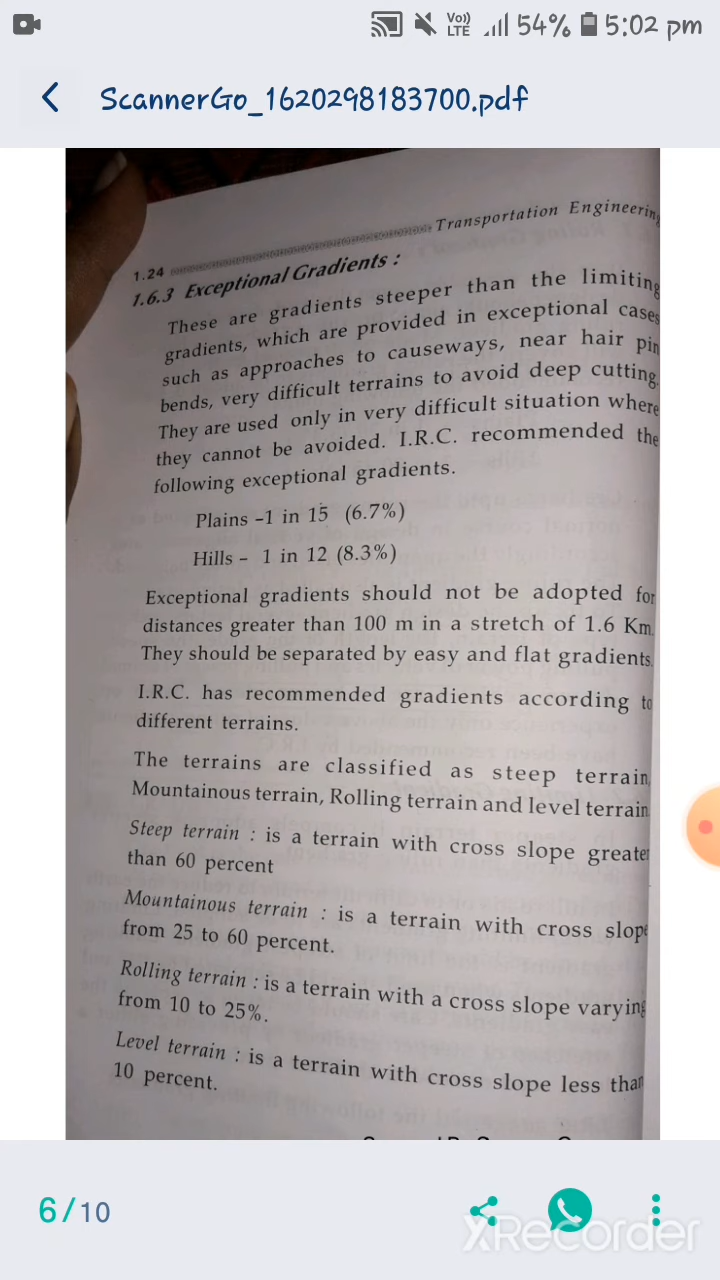 Vo))
LTE
54%
5:02 pm
ScannerGo_1620298183700.pdf
1.24 Transportation Engineering
1.6.3 Exceptional Gradients :
These are gradients steeper than the limiting
gradients, which are provided in exceptional cases
such as approaches to causeways, near hair pin
bends, very difficult terrains to avoid deep cutting.
They are used only in very difficult situation where
they cannot be avoided. I.R.C. recommended the
following exceptional gradients.
Plains –1 in 15 (6.7%)
Hills – 1 in 12 (8.3%)
Exceptional gradients should not be adopted for
distances greater than 100 m in a stretch of 1.6 Km.
They should be separated by easy and flat gradients.
I.R.C. has recommended gradients according to
different terrains.
The terrains are classified as steep terrain,
Mountainous terrain, Rolling terrain and level terrain.
Steep terrain : is a terrain with cross slope greater
than 60 percent
Mountainous terrain : is a terrain with cross slope
from 25 to 60 percent.
Rolling terrain : is a terrain with a cross slope varying
from 10 to 25%.
Level terrain : is a terrain with cross slope less than
10 percent.
6/10
XRecorder